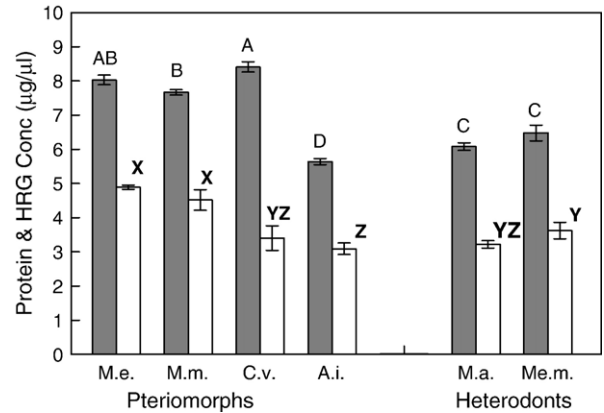 Protein & HRG Conc (μg/μl)
10
9
8
7
6
5
4
3
2
1
0
AB
X
B
X
A
YZ
D
Z
C
YZ
C
Y
M.e. M.m. C.v. A.i. M.a. Me.m.
Pteriomorphs Heterodonts